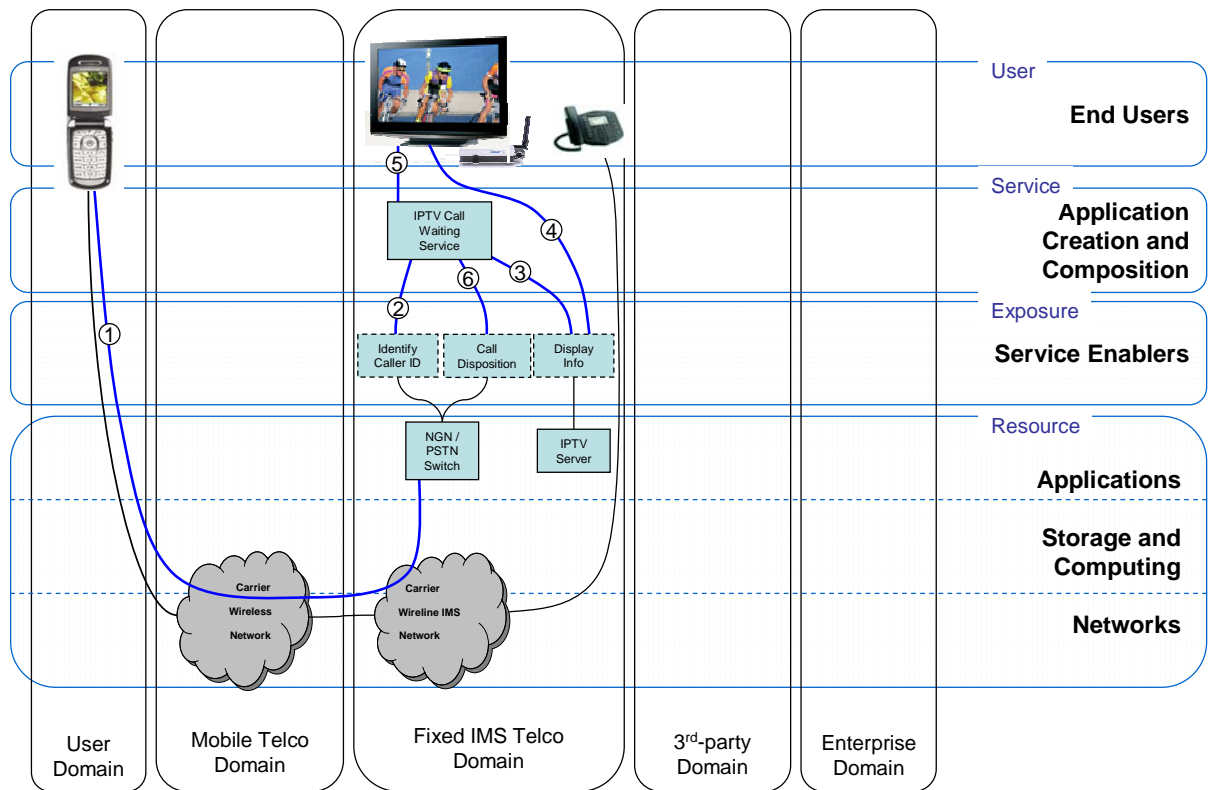 User
End Users
⑤
Service
IPTV Call
Waiting
Service
④
Application
Creation and
Composition
③
⑥
②
Exposure
①
Identify
Caller ID
Call
Disposition
Display
Info
Service Enablers
Resource
NGN /
PSTN
Switch
IPTV
Server
Applications
Storage and
Computing
Carrier
Wireless
Network
Carrier
Wireline IMS
Network
Networks
User
Domain
Mobile Telco
Domain
Fixed IMS Telco
Domain
3rd-party
Domain
Enterprise
Domain